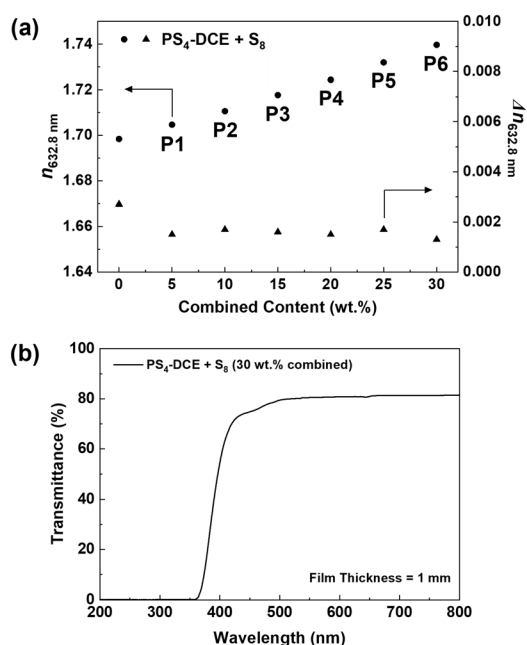 (a)
● ▲ PS₄-DCE + S₈
1.74
1.72
1.70
1.68
1.66
1.64
n632.8 nm
P1
P2
P3
P4
P5
P6
0.010
0.008
0.006
0.004
0.002
0.000
Δn632.8 nm
0 5 10 15 20 25 30
Combined Content (wt.%)
(b)
PS₄-DCE + S₈ (30 wt.% combined)
100
80
60
40
20
0
Transmittance (%)
Film Thickness = 1 mm
200 300 400 500 600 700 800
Wavelength (nm)